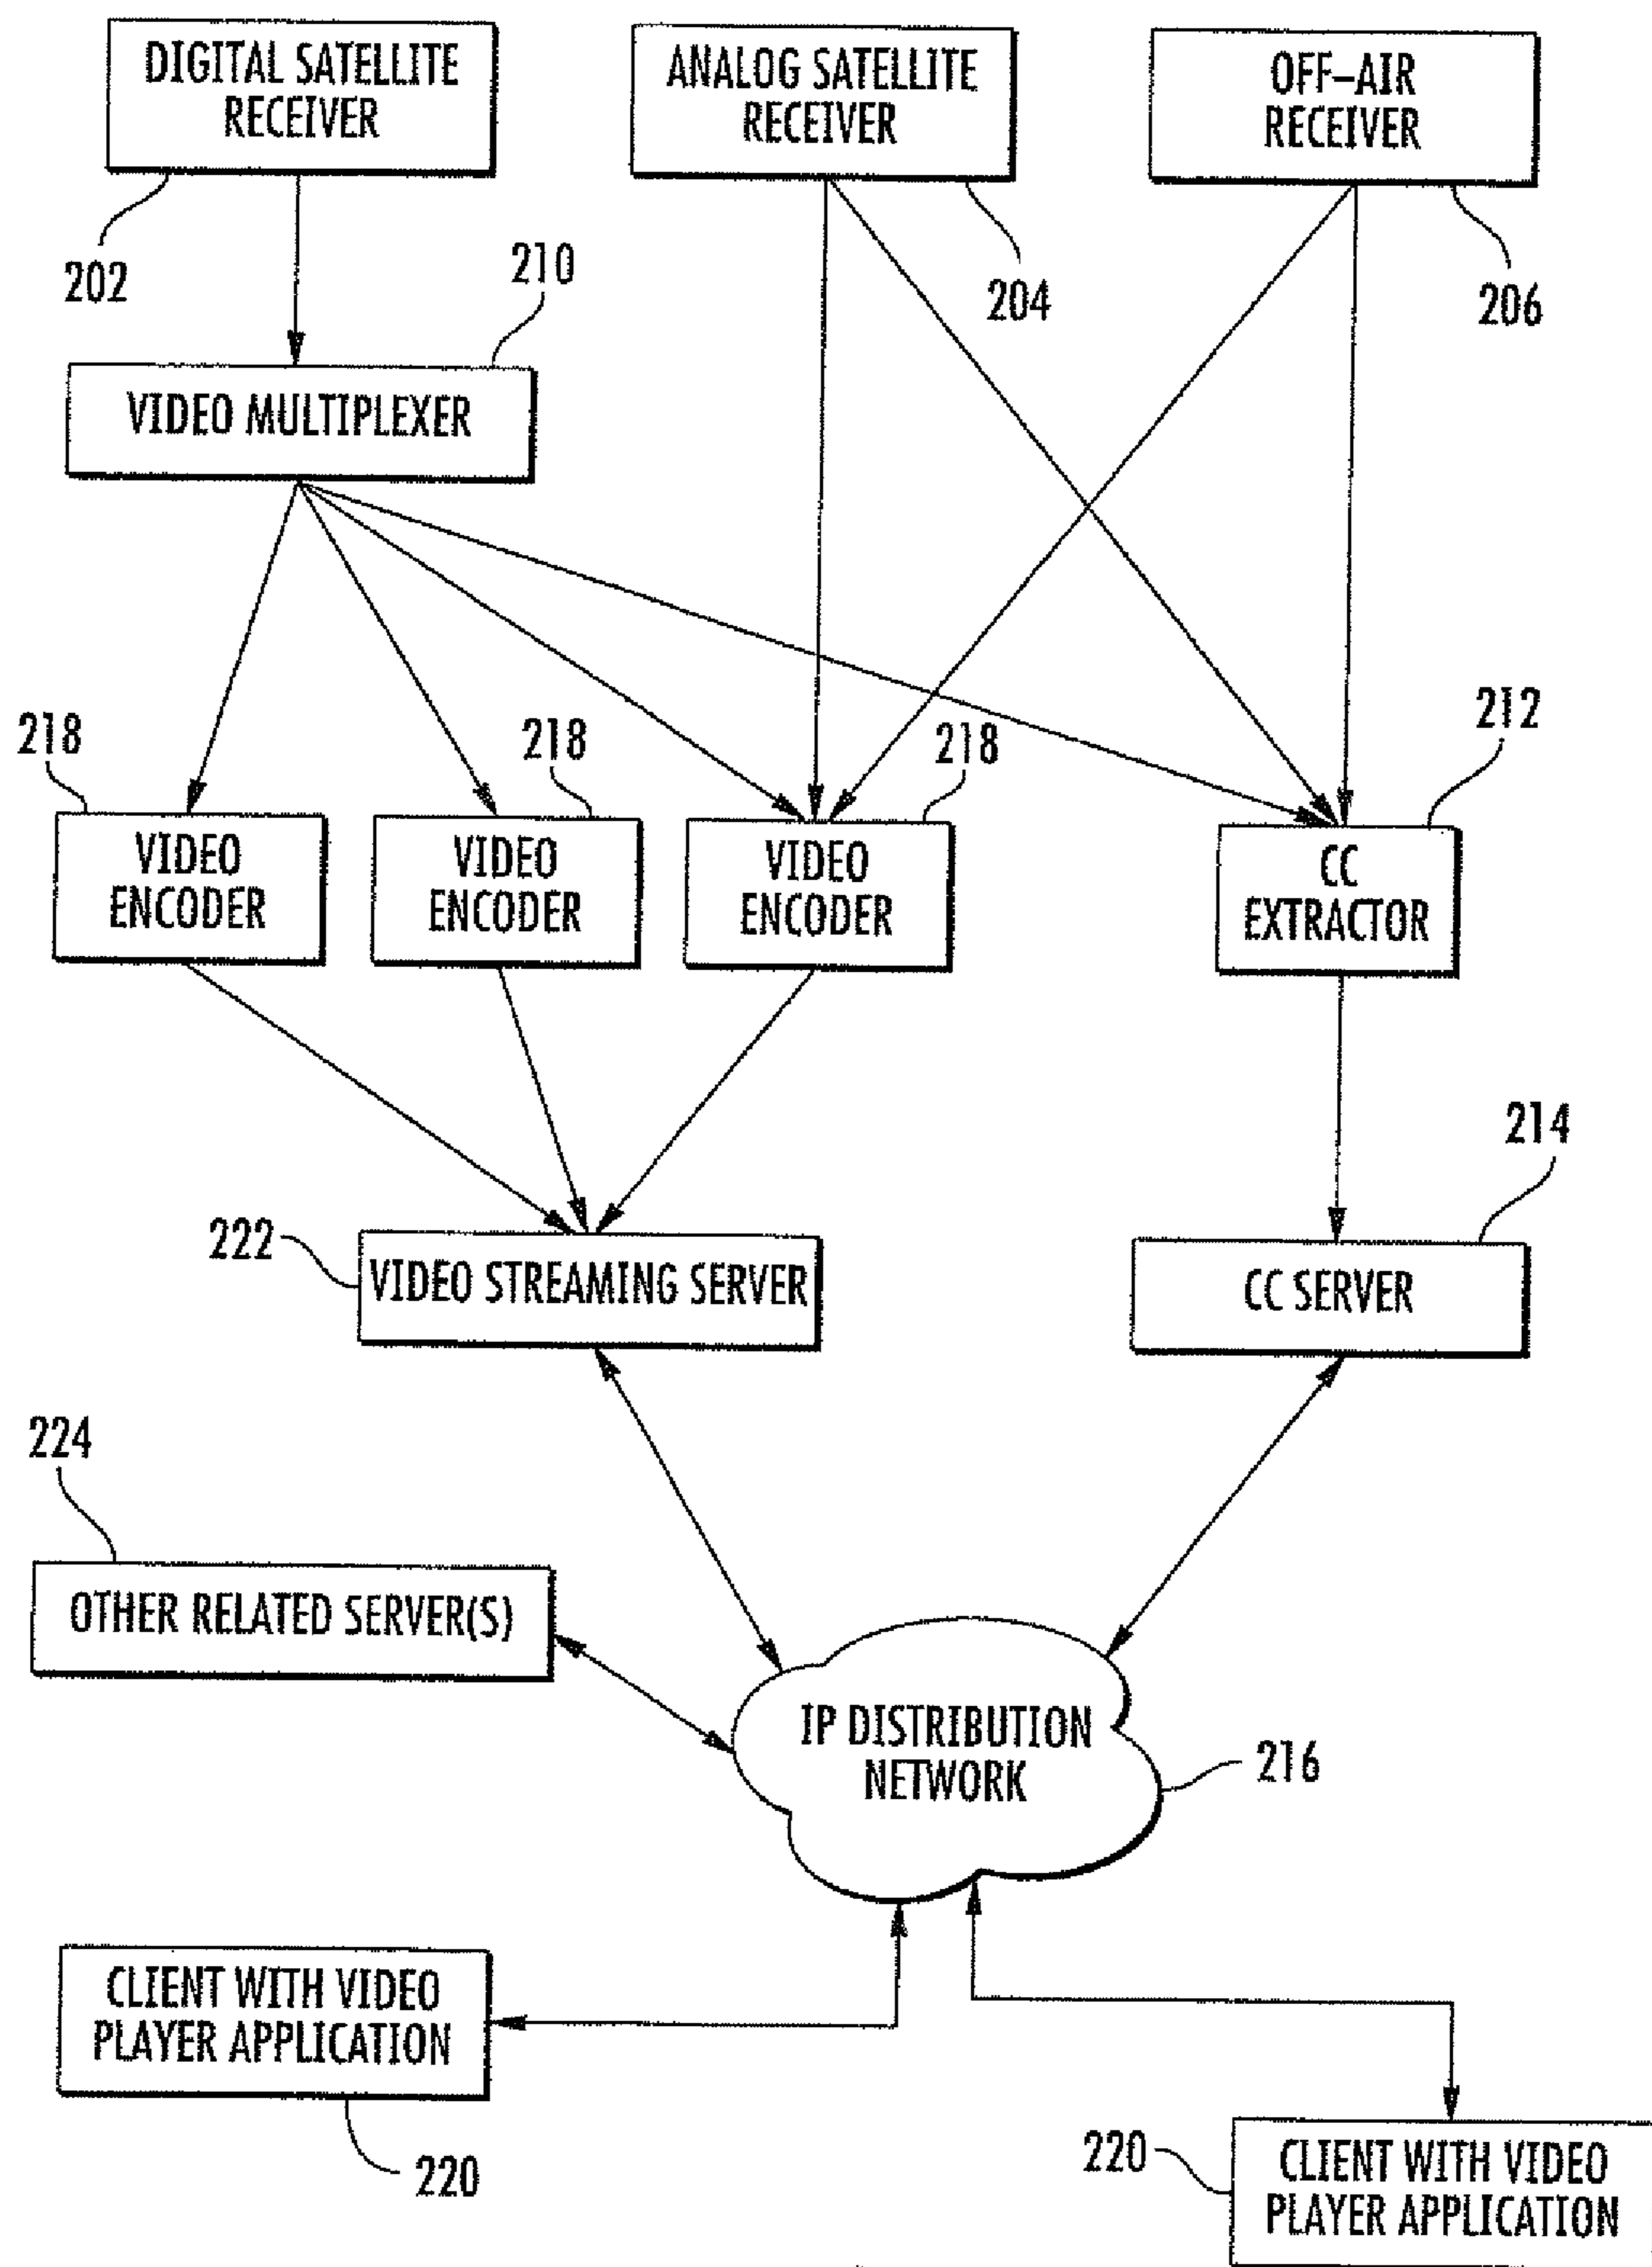 DIGITAL SATELLITE
RECEIVER
ANALOG SATELLITE
RECEIVER
OFF-AIR
RECEIVER
202
210
204
206
VIDEO MULTIPLEXER
218
218
218
212
VIDEO
ENCODER
VIDEO
ENCODER
VIDEO
ENCODER
CC
EXTRACTOR
214
222
VIDEO STREAMING SERVER
CC SERVER
224
OTHER RELATED SERVER(S)
IP DISTRIBUTION
NETWORK
216
CLIENT WITH VIDEO
PLAYER APPLICATION
220
220
CLIENT WITH VIDEO
PLAYER APPLICATION